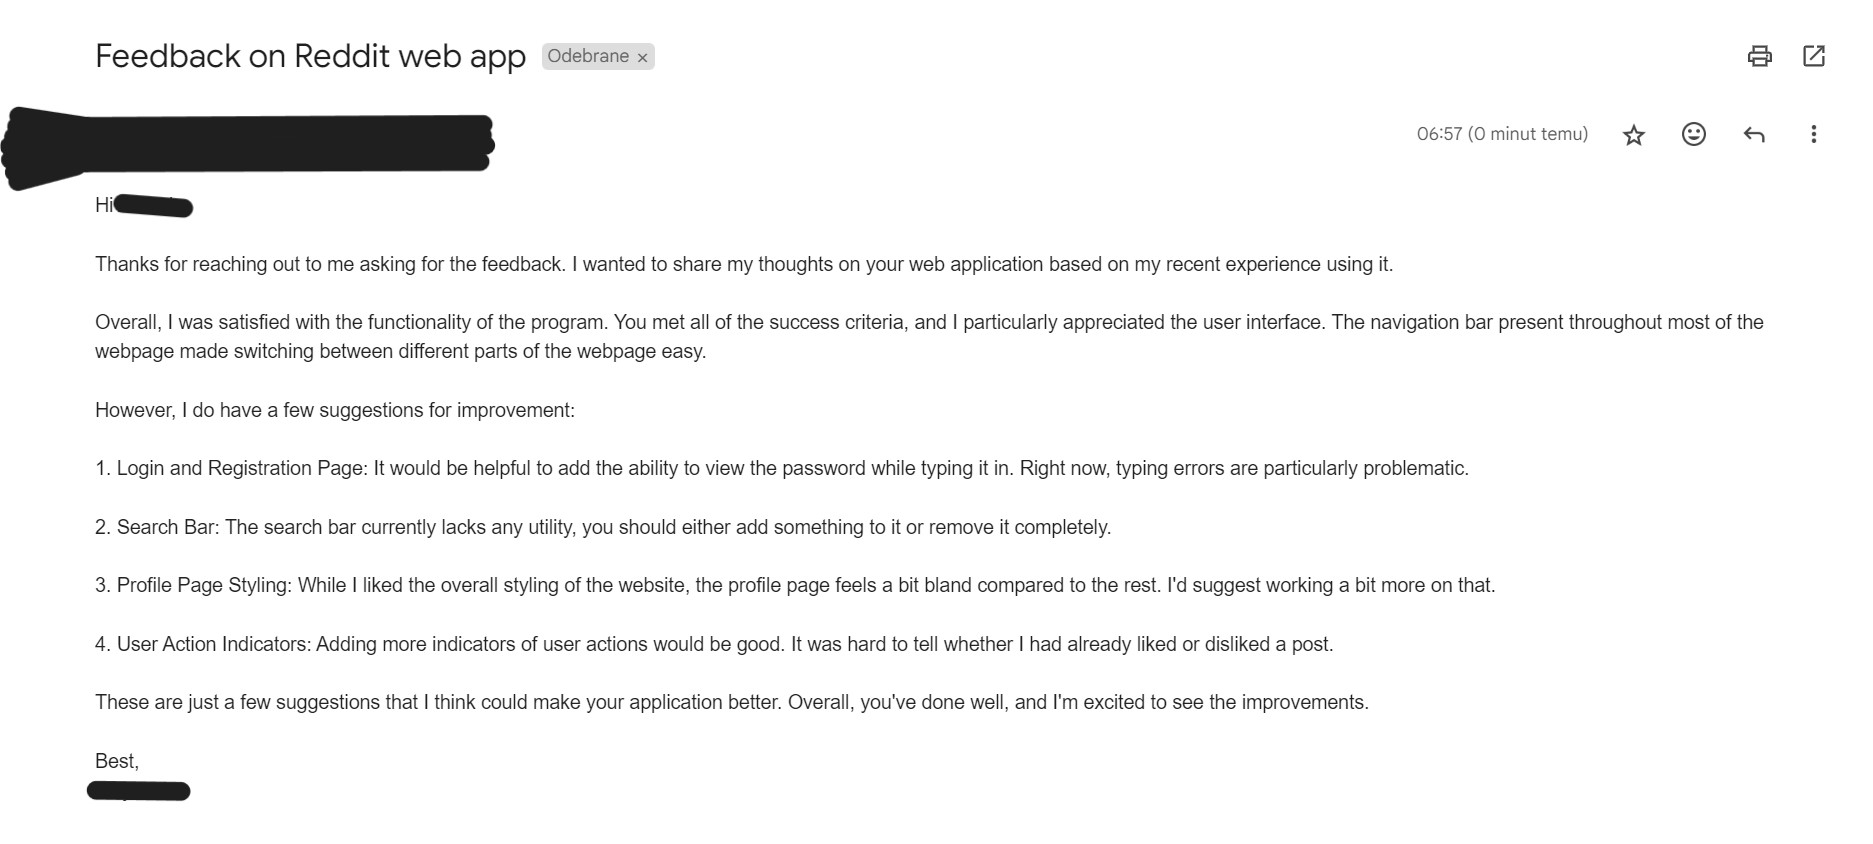 Feedback on Reddit web app Odebrane ×
06:57 (0 minut temu)
Hi
Thanks for reaching out to me asking for the feedback. I wanted to share my thoughts on your web application based on my recent experience using it.
Overall, I was satisfied with the functionality of the program. You met all of the success criteria, and I particularly appreciated the user interface. The navigation bar present throughout most of the
webpage made switching between different parts of the webpage easy.
However, I do have a few suggestions for improvement:
1. Login and Registration Page: It would be helpful to add the ability to view the password while typing it in. Right now, typing errors are particularly problematic.
2. Search Bar: The search bar currently lacks any utility, you should either add something to it or remove it completely.
3. Profile Page Styling: While I liked the overall styling of the website, the profile page feels a bit bland compared to the rest. I'd suggest working a bit more on that.
4. User Action Indicators: Adding more indicators of user actions would be good. It was hard to tell whether I had already liked or disliked a post.
These are just a few suggestions that I think could make your application better. Overall, you've done well, and I'm excited to see the improvements.
Best,